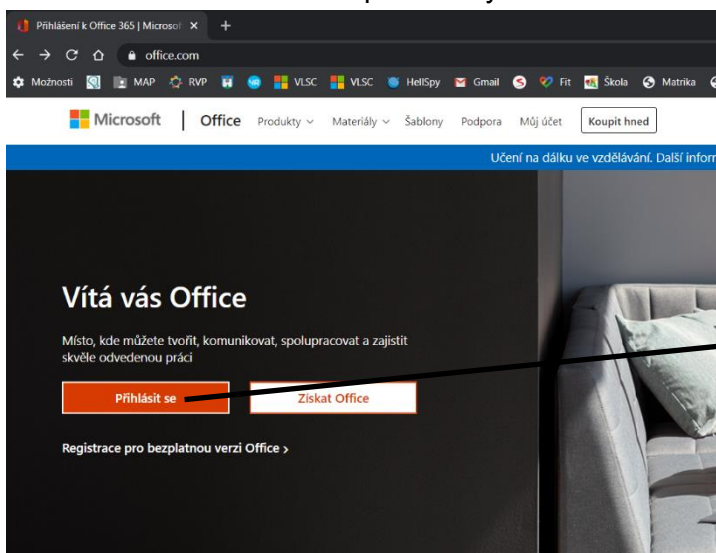 Přihlášení k Office 365 | Microsof
office.com
Možnosti MAP RVP VLSC VLSC HellSpy Gmail Fit Škola Matrika
Microsoft | Office Produkty Materiály Šablony Podpora Můj účet Koupit hned
Učení na dálku ve vzdělávání. Další infor
Vítá vás Office
Místo, kde můžete tvořit, komunikovat, spolupracovat a zajistit
skvěle odvedenou práci
Přihlásit se Získat Office
Registrace pro bezplatnou verzi Office >